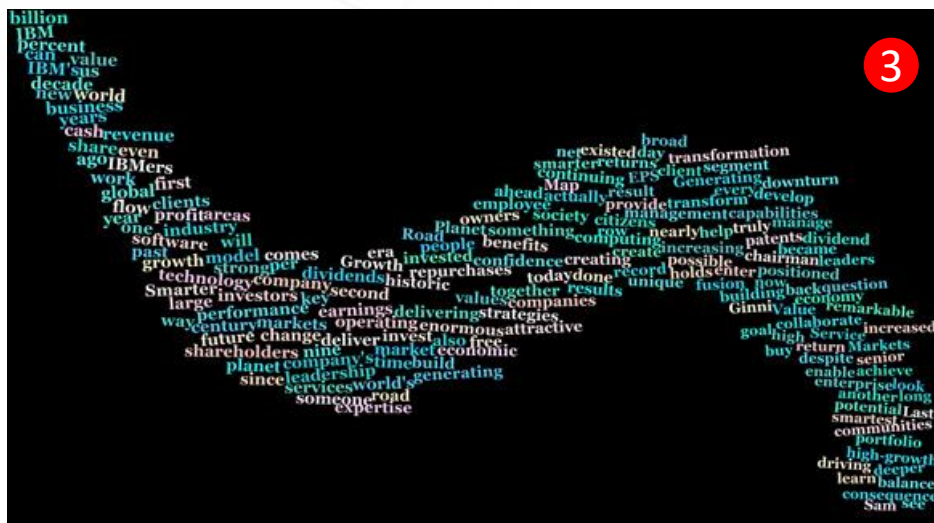 billion
IBM
percent
can value
IBM's us
decade
new world
business
years
cash revenue
share even
ago IBMers
work first
global clients
flow profit areas
year industry
one will
software
past model comes
growth strong per
technology company second
Smarter investors key
large performance earnings
way century markets operating
future change deliver invest also free
shareholders nine market economic
planet company's time build
since leadership generating
services world's
someone road
expertise
era
Growth historic repurchases
dividends delivering strategies
values companies
enormous attractive
Road people invested confidence creating
Planet something benefits
owners society citizens
employee row computing
ahead actually result
Map provide transform every develop
continuing EPS client segment
smarter returns Generating downturn
net existed day transformation
broad
management capabilities
nearly help truly manage
create increasing patents dividend
possible chairman became leaders
today done record holds enter positioned
together results unique fusion now back question
building economy
Ginni Value remarkable
collaborate increased
goal high Service
buy return Markets
despite senior
enable achieve
enterprise look
another long
potential Last
smartest
communities
portfolio
high-growth
driving deeper
learn balance
consequence
Sam see
3